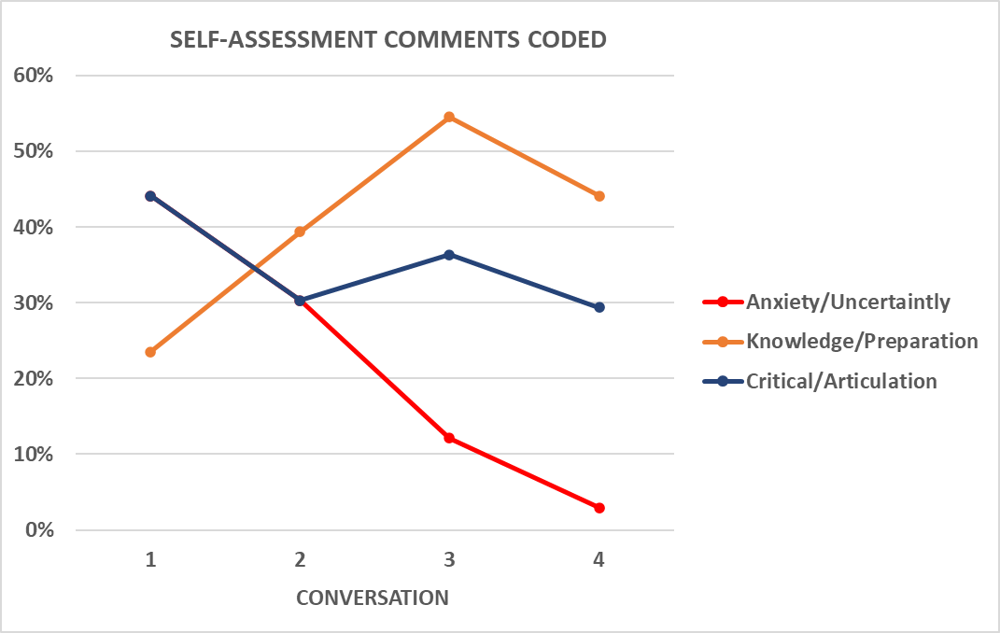 SELF-ASSESSMENT COMMENTS CODED
60%
50%
40%
30%
20%
10%
0%
1 2 3 4
CONVERSATION
Anxiety/Uncertaintly
Knowledge/Preparation
Critical/Articulation